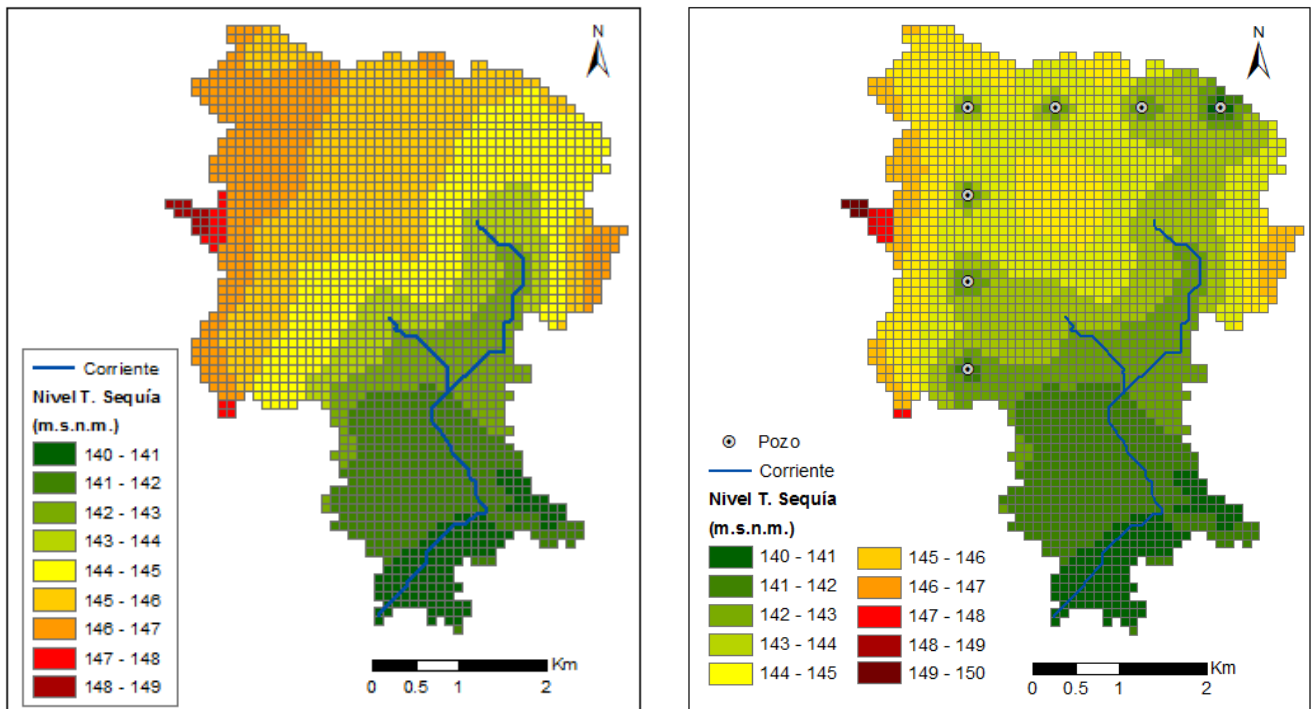 N
Corriente
Nivel T. Sequía
(m.s.n.m.)
140 - 141
141 - 142
142 - 143
143 - 144
144 - 145
145 - 146
146 - 147
147 - 148
148 - 149
Km
0 0.5 1 2
N
Pozo
Corriente
Nivel T. Sequía
(m.s.n.m.)
140 - 141
141 - 142
142 - 143
143 - 144
144 - 145
145 - 146
146 - 147
147 - 148
148 - 149
149 - 150
Km
0 0.5 1 2